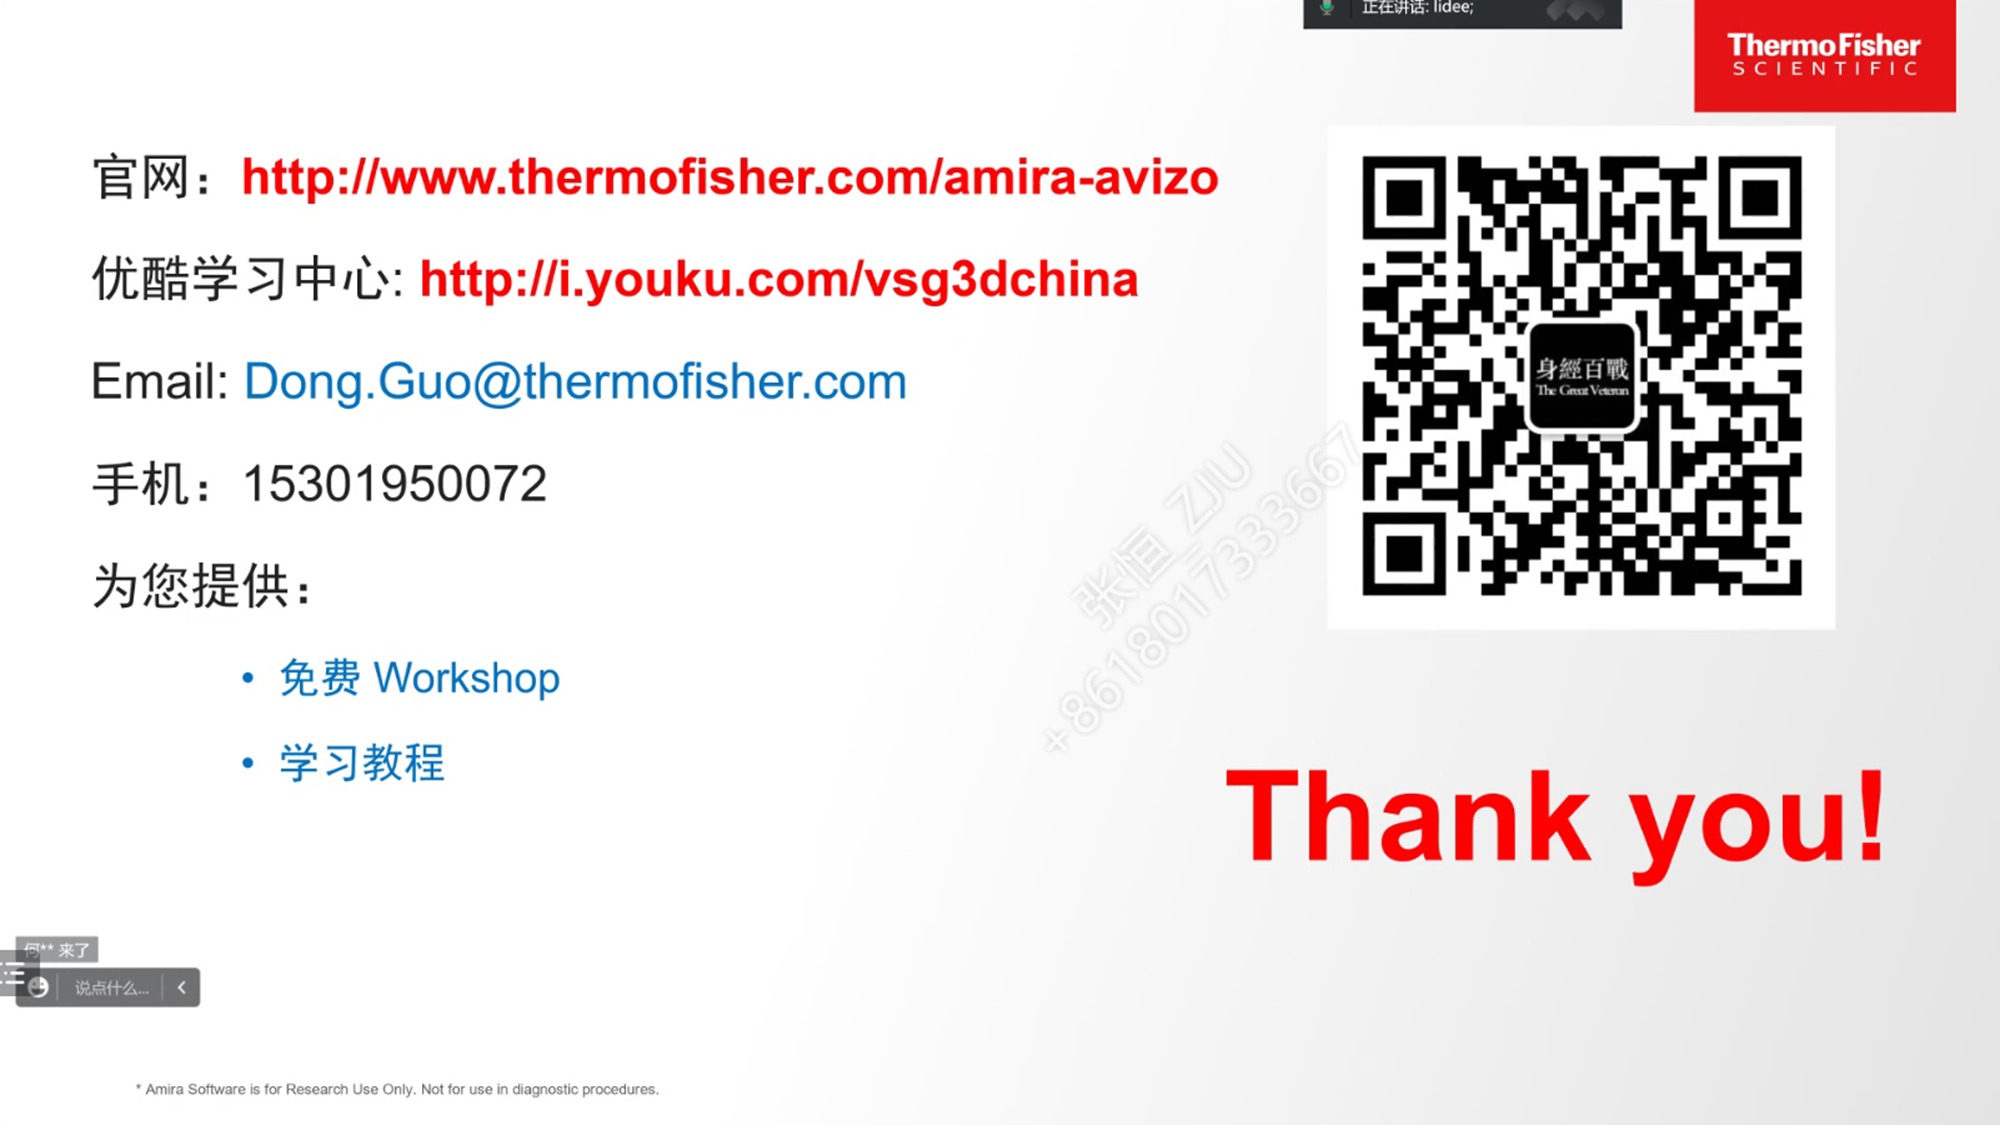 正在讲话: lidee;
ThermoFisher
SCIENTIFIC
官网：http://www.thermofisher.com/amira-avizo
优酷学习中心: http://i.youku.com/vsg3dchina
Email: Dong.Guo@thermofisher.com
手机：15301950072
为您提供：
• 免费 Workshop
• 学习教程
身經百戰
The Great Veteran
张恒 ZJU
+8618017333667
Thank you!
何** 来了
说点什么...
* Amira Software is for Research Use Only. Not for use in diagnostic procedures.